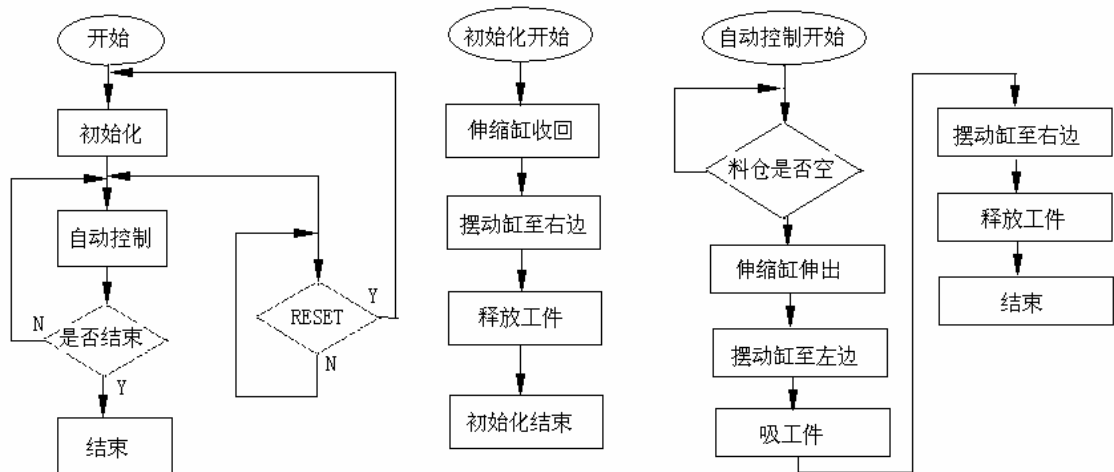 开始
初始化
自动控制
是否结束
N
Y
结束
RESET
Y
N
初始化开始
伸缩缸收回
摆动缸至右边
释放工件
初始化结束
自动控制开始
料仓是否空
伸缩缸伸出
摆动缸至左边
吸工件
摆动缸至右边
释放工件
结束